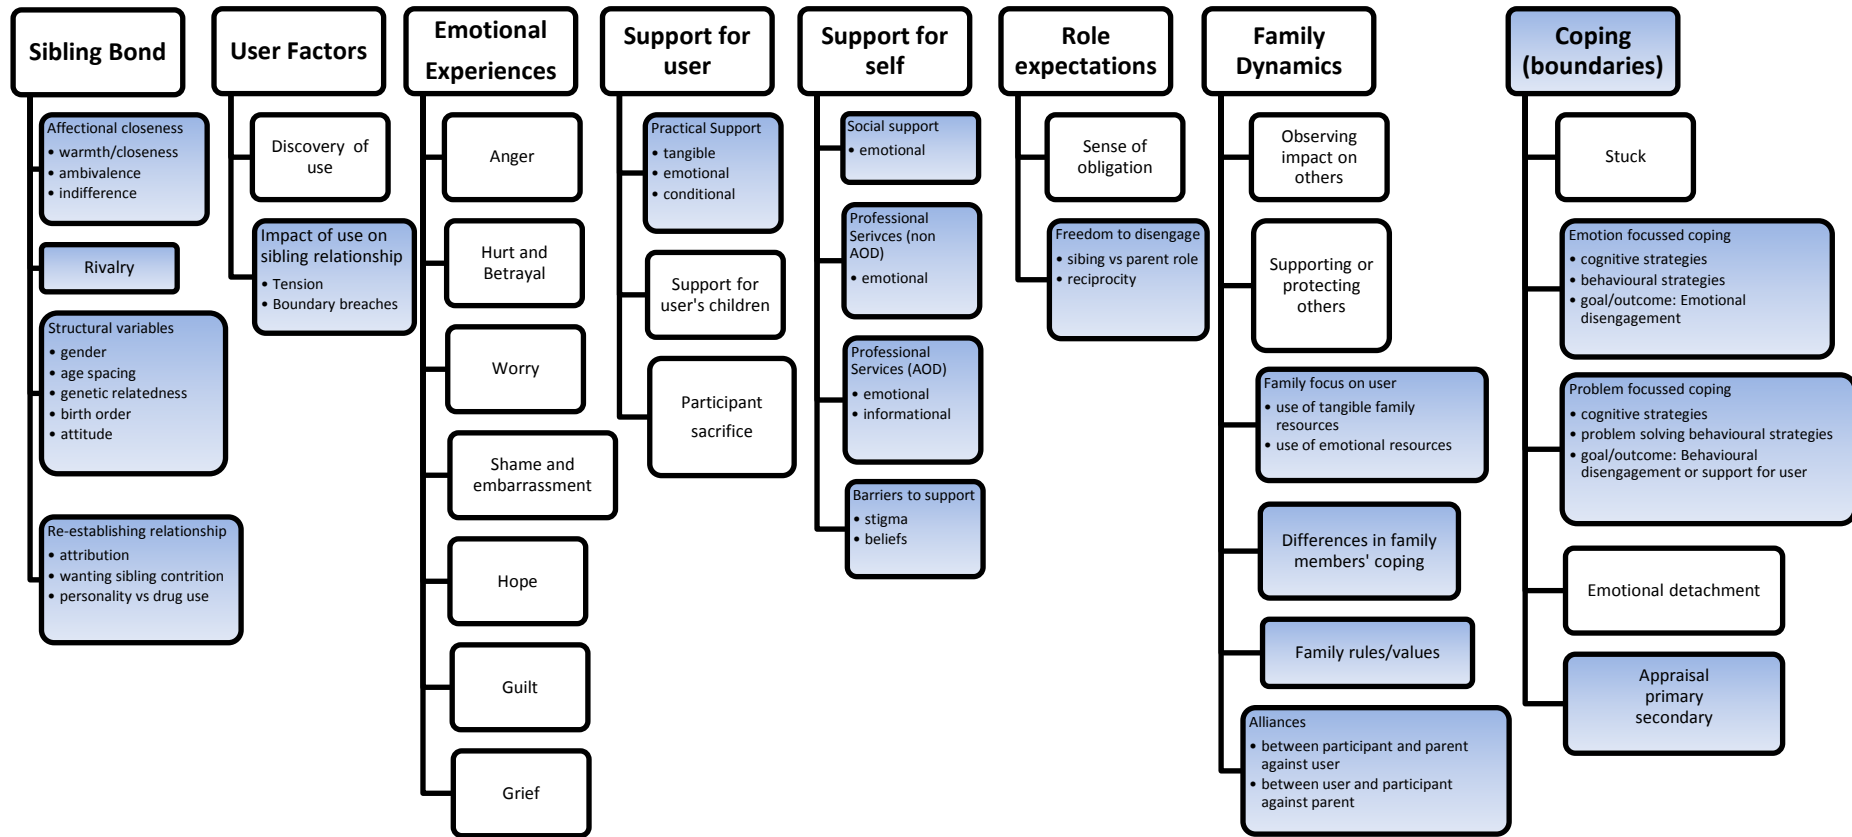 Sibling Bond
Affectional closeness
• warmth/closeness
• ambivalence
• indifference
Rivalry
Structural variables
• gender
• age spacing
• genetic relatedness
• birth order
• attitude
Re-establishing relationship
• attribution
• wanting sibling contrition
• personality vs drug use
User Factors
Discovery of
use
Impact of use on
sibling relationship
• Tension
• Boundary breaches
Emotional
Experiences
Anger
Hurt and
Betrayal
Worry
Shame and
embarrassment
Hope
Guilt
Grief
Support for
user
Practical Support
• tangible
• emotional
• conditional
Support for
user's children
Participant
sacrifice
Support for
self
Social support
• emotional
Professional
Serivces (non
AOD)
• emotional
Professional
Services (AOD)
• emotional
• informational
Barriers to support
• stigma
• beliefs
Role
expectations
Sense of
obligation
Freedom to disengage
• sibing vs parent role
• reciprocity
Family
Dynamics
Observing
impact on
others
Supporting or
protecting
others
Family focus on user
• use of tangible family
resources
• use of emotional resources
Differences in family
members' coping
Family rules/values
Alliances
• between participant and parent
against user
• between user and participant
against parent
Coping
(boundaries)
Stuck
Emotion focussed coping
• cognitive strategies
• behavioural strategies
• goal/outcome: Emotional
disengagement
Problem focussed coping
• cognitive strategies
• problem solving behavioural strategies
• goal/outcome: Behavioural
disengagement or support for user
Emotional detachment
Appraisal
primary
secondary